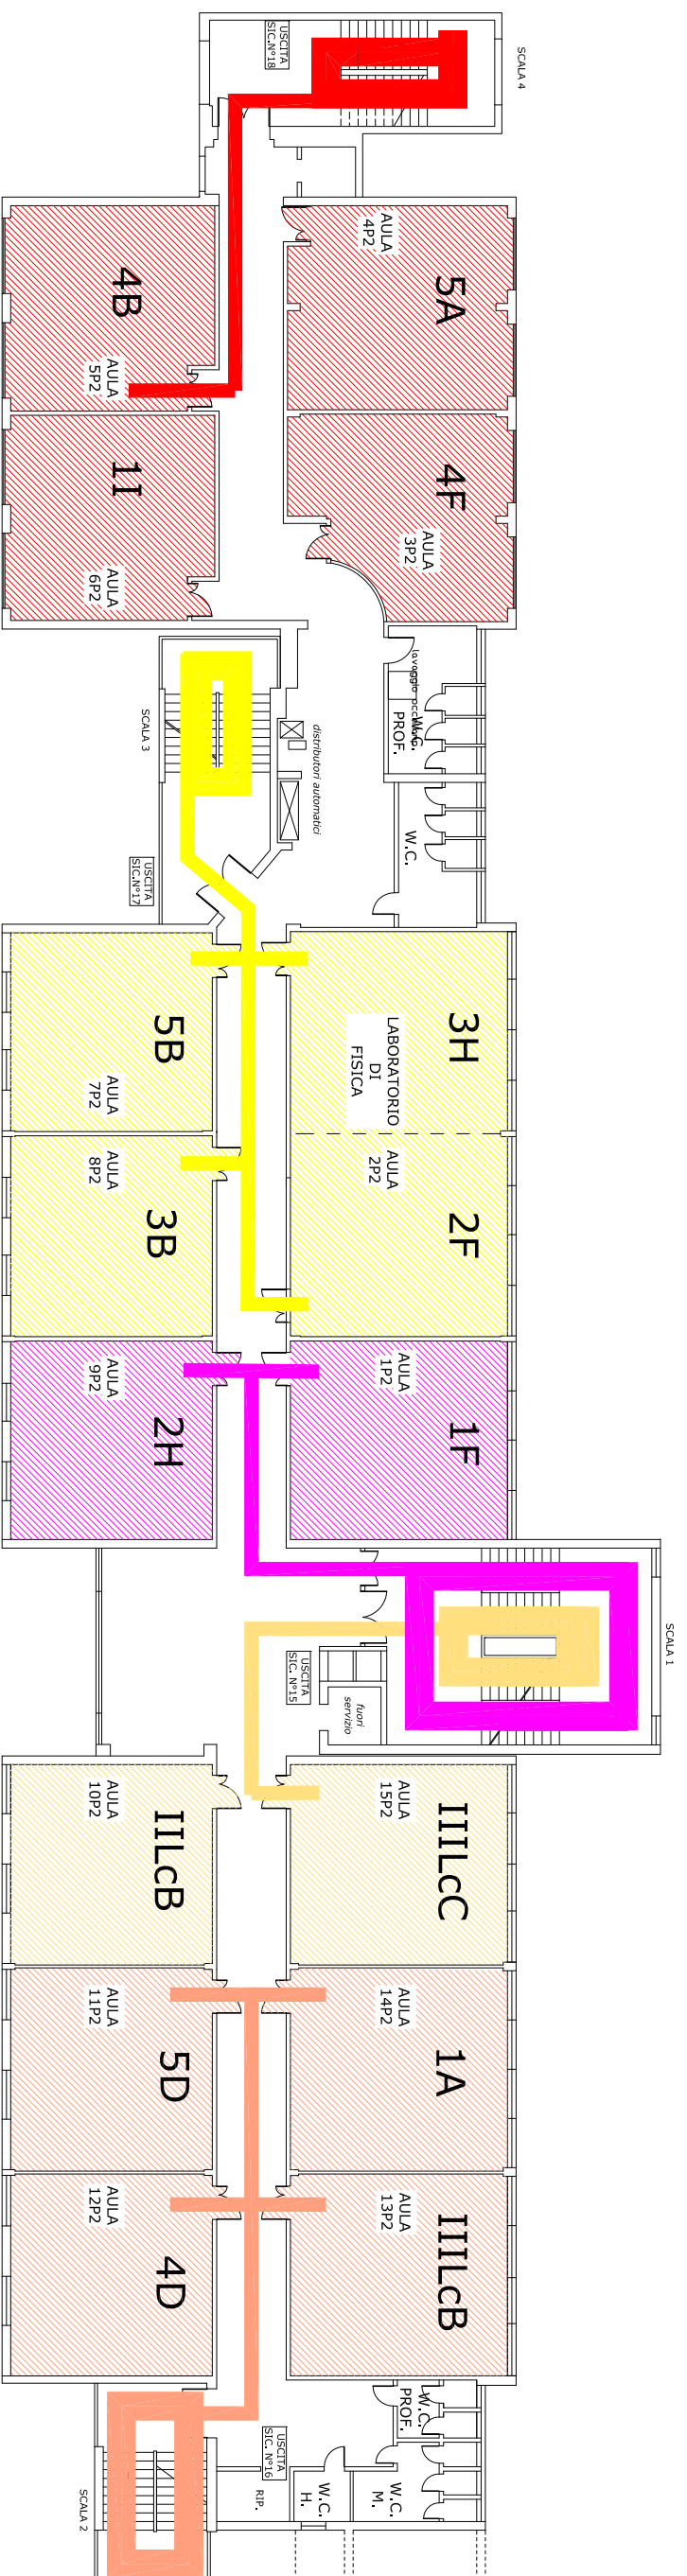 SCALA 4
USCITA
SIC.N°18
AULA
4P2
5A
4B
AULA
5P2
4F
AULA
3P2
1I
AULA
6P2
SCALA 3
lavaggio occhi
W.C.
PROF.
distributori automatici
W.C.
USCITA
SIC.N°17
3H
LABORATORIO
DI
FISICA
5B
AULA
7P2
AULA
2P2
2F
AULA
8P2
3B
AULA
1P2
1F
AULA
9P2
2H
SCALA 1
USCITA
SIC. N°15
fuori
servizio
AULA
15P2
IIILcC
AULA
10P2
IILcB
AULA
14P2
1A
AULA
11P2
5D
AULA
13P2
IIILcB
AULA
12P2
4D
W.C.
PROF.
USCITA
SIC. N°16
W.C.
M.
W.C.
H.
RIP.
SCALA 2